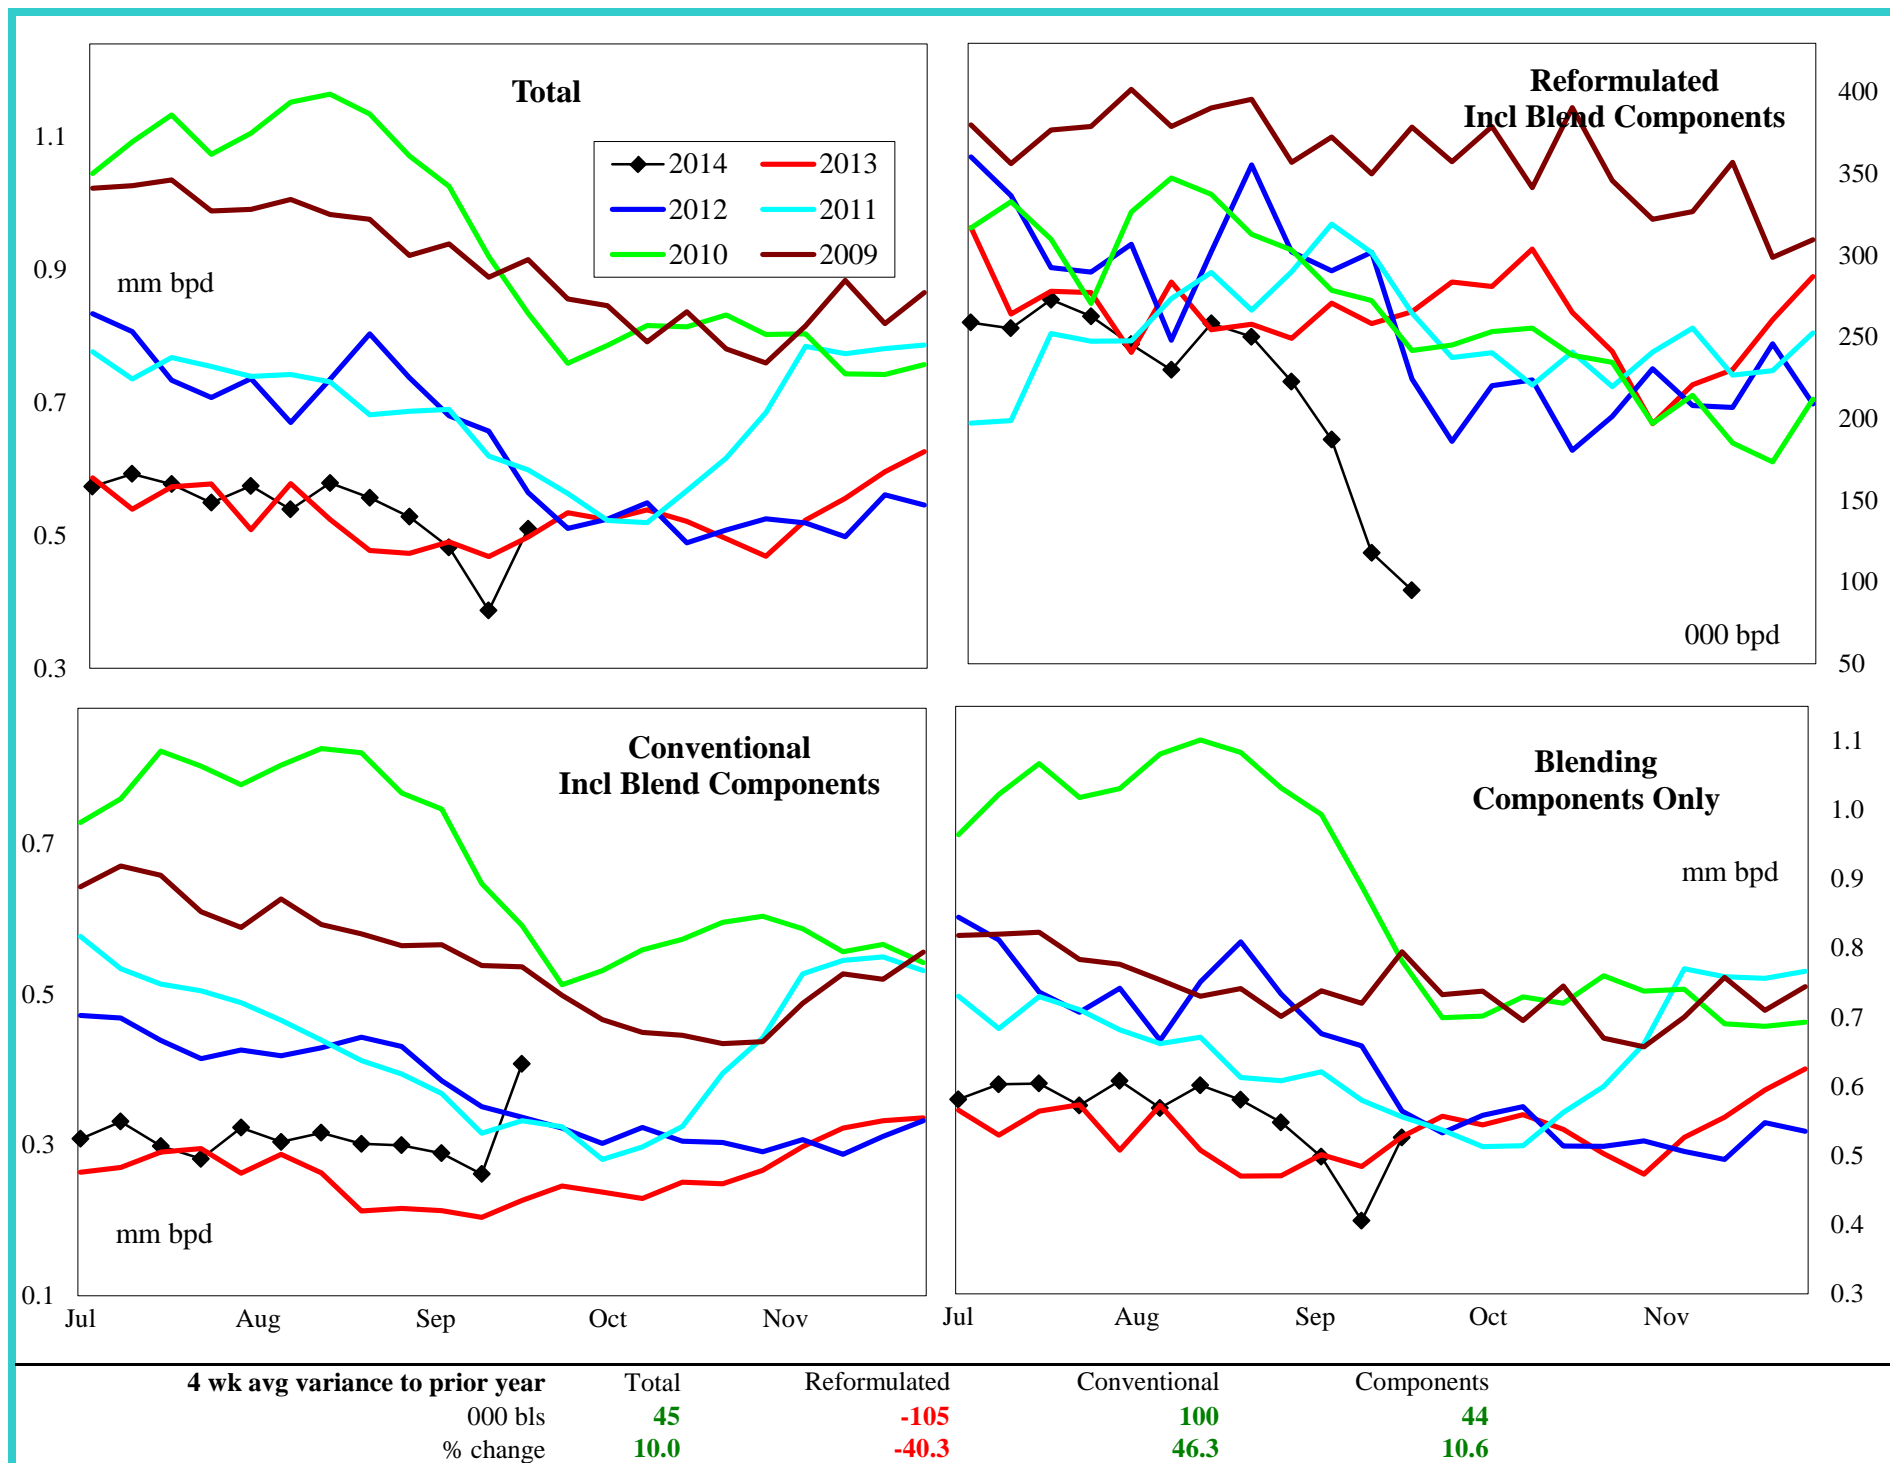 Total
1.1
0.9
0.7
0.5
0.3
mm bpd
2014 2013
2012 2011
2010 2009
Reformulated
Incl Blend Components
400
350
300
250
200
150
100
50
000 bpd
Conventional
Incl Blend Components
0.7
0.5
0.3
0.1
mm bpd
Jul Aug Sep Oct Nov
Blending
Components Only
mm bpd
1.1
1.0
0.9
0.8
0.7
0.6
0.5
0.4
0.3
Jul Aug Sep Oct Nov
4 wk avg variance to prior year Total Reformulated Conventional Components
000 bls 45 -105 100 44
% change 10.0 -40.3 46.3 10.6